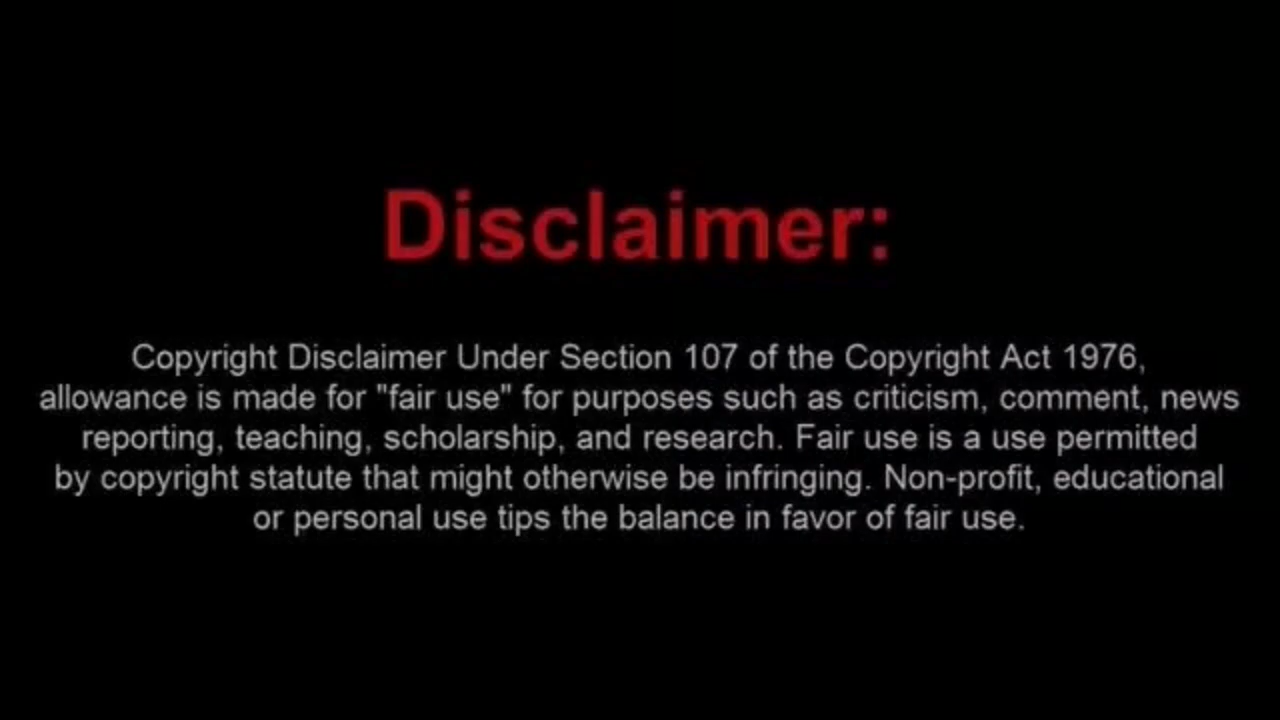 Disclaimer:
Copyright Disclaimer Under Section 107 of the Copyright Act 1976,
allowance is made for "fair use" for purposes such as criticism, comment, news
reporting, teaching, scholarship, and research. Fair use is a use permitted
by copyright statute that might otherwise be infringing. Non-profit, educational
or personal use tips the balance in favor of fair use.